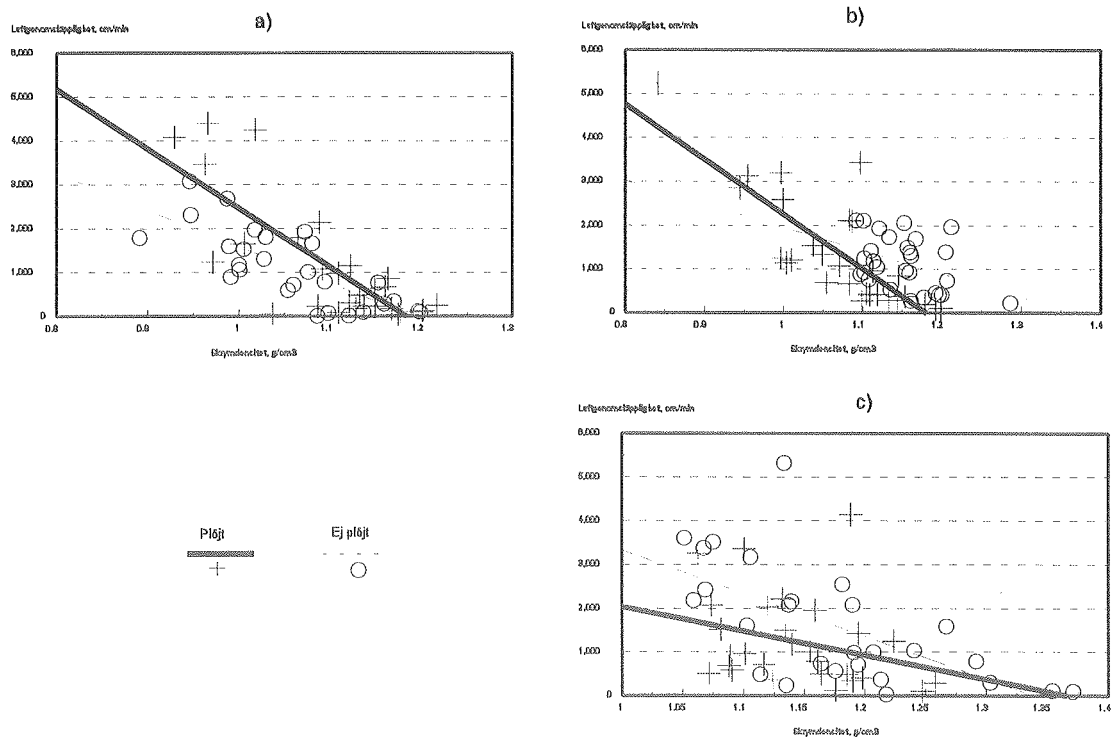 a)
Luftgenomsläpplighet, cm/min
6,000
5,000
4,000
3,000
2,000
1,000
0
0.8 0.9 1 1.1 1.2 1.3
Skrymdensitet, g/cm3
b)
Luftgenomsläpplighet, cm/min
6,000
5,000
4,000
3,000
2,000
1,000
0
0.8 0.9 1 1.1 1.2 1.3 1.4
Skrymdensitet, g/cm3
c)
Luftgenomsläpplighet, cm/min
6,000
5,000
4,000
3,000
2,000
1,000
0
1 1.05 1.1 1.15 1.2 1.25 1.3 1.35 1.4
Skrymdensitet, g/cm3
Plöjt Ej plöjt